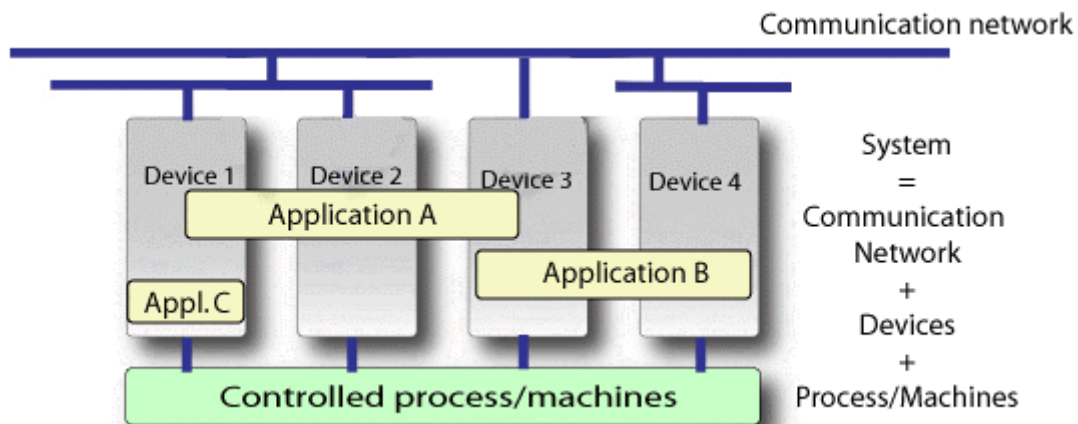 Communication network
Device 1
Device 2
Device 3
Device 4
Application A
Application B
Appl. C
Controlled process/machines
System
=
Communication
Network
+
Devices
+
Process/Machines